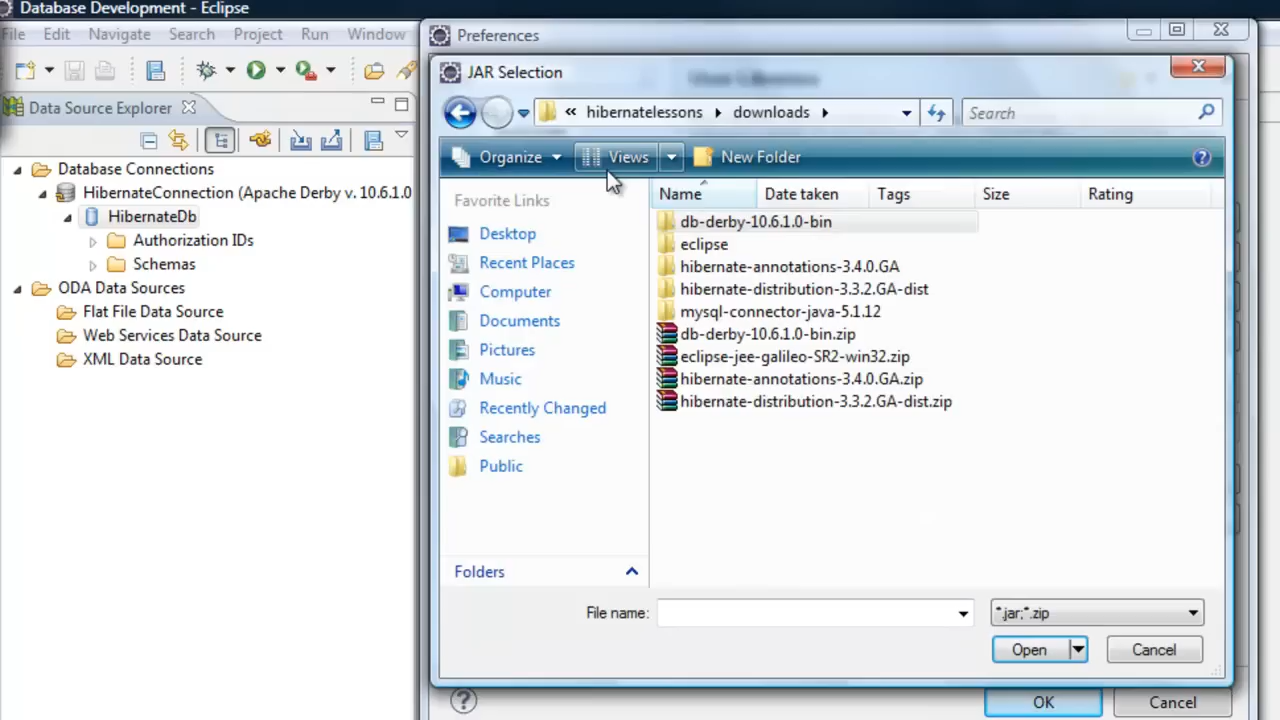 Database Development - Eclipse
File Edit Navigate Search Project Run Window
Preferences
JAR Selection
Data Source Explorer
« hibernatelessons downloads
Search
Organize Views New Folder
Database Connections
HibernateConnection (Apache Derby v. 10.6.1.0
HibernateDb
Authorization IDs
Schemas
ODA Data Sources
Flat File Data Source
Web Services Data Source
XML Data Source
Favorite Links
Desktop
Recent Places
Computer
Documents
Pictures
Music
Recently Changed
Searches
Public
Folders
Name Date taken Tags Size Rating
db-derby-10.6.1.0-bin
eclipse
hibernate-annotations-3.4.0.GA
hibernate-distribution-3.3.2.GA-dist
mysql-connector-java-5.1.12
db-derby-10.6.1.0-bin.zip
eclipse-jee-galileo-SR2-win32.zip
hibernate-annotations-3.4.0.GA.zip
hibernate-distribution-3.3.2.GA-dist.zip
File name:
*.jar;*.zip
Open Cancel
OK Cancel